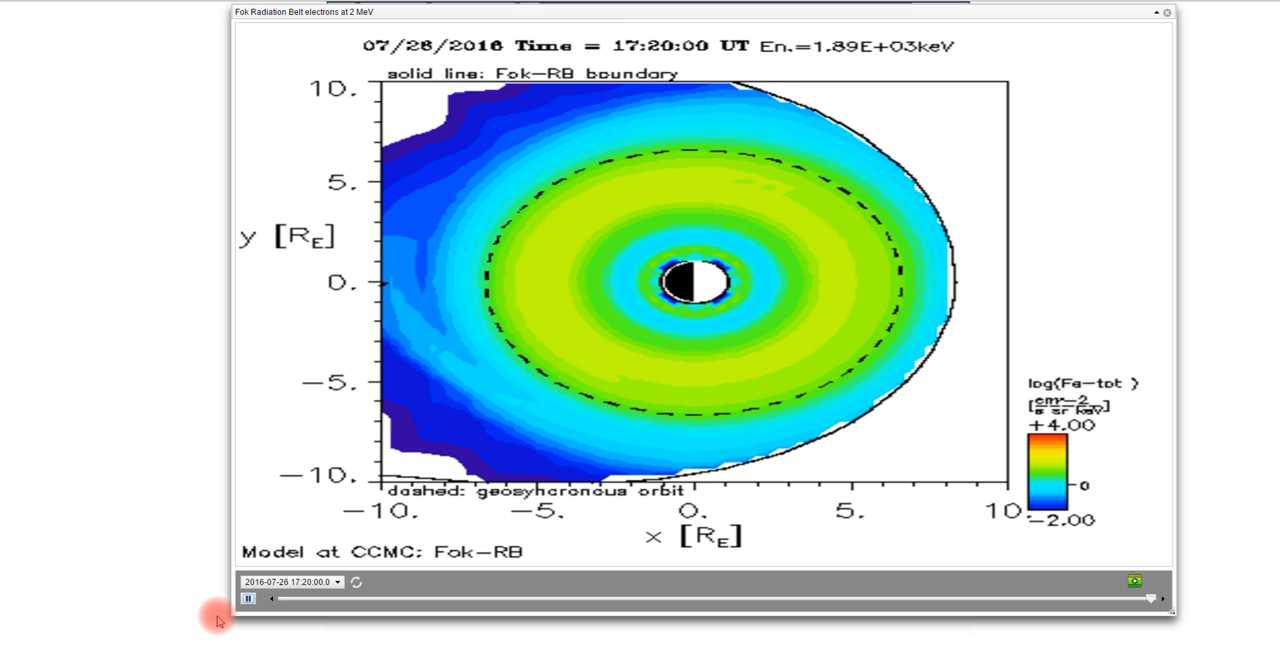 Fok Radiation Belt electrons at 2 MeV
07/26/2016 Time = 17:20:00 UT En.=1.89E+03keV
solid line: Fok-RB boundary
10.
5.
y [RE]
0.
-5.
log(Fe-tot )
[cm-2
s sr keV]
+4.00
-10.
0
dashed: geosyhcronous orbit
-10. -5. 0. 5. 10.
-2.00
x [RE]
Model at CCMC: Fok-RB
2016-07-26 17:20:00.0